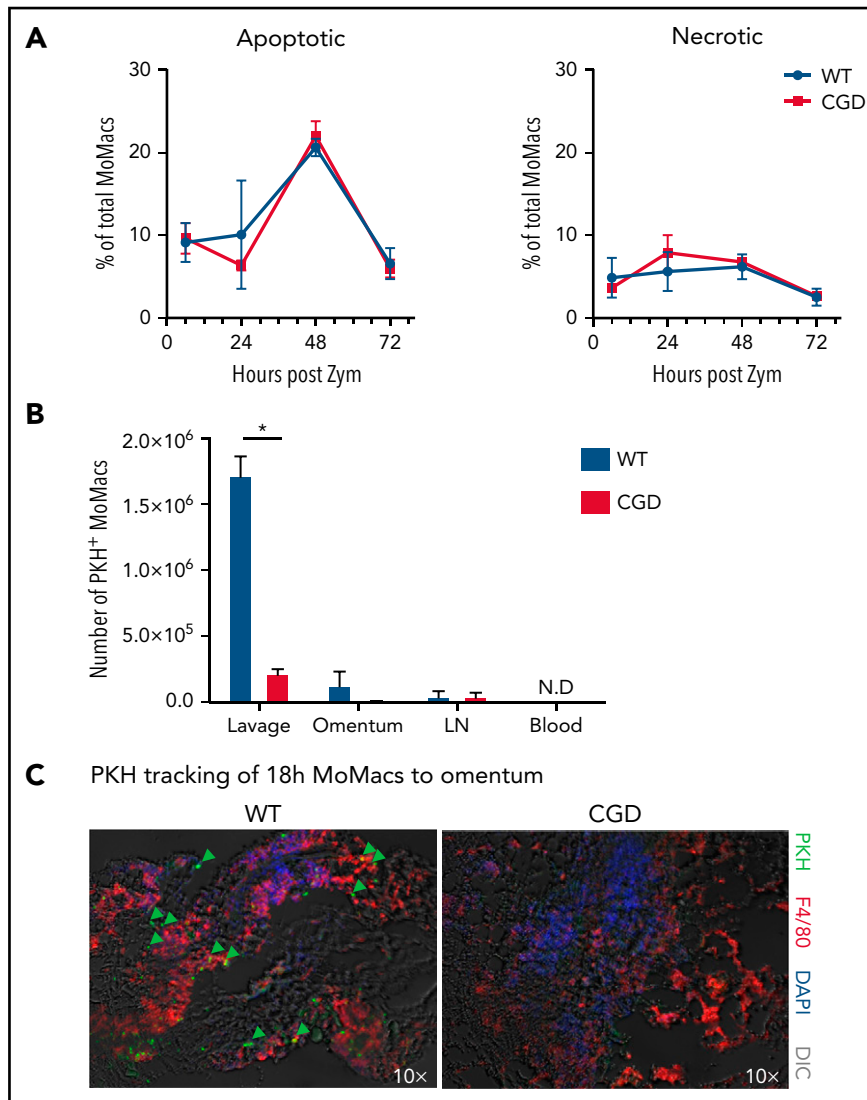 A
Apoptotic
Necrotic
WT
CGD
% of total MoMacs
30
20
10
0
0
24
48
72
Hours post Zym
% of total MoMacs
30
20
10
0
0
24
48
72
Hours post Zym
B
Number of PKH⁺ MoMacs
2.0×10⁶
1.5×10⁶
1.0×10⁶
5.0×10⁵
0.0
*
N.D
Lavage
Omentum
LN
Blood
WT
CGD
C
PKH tracking of 18h MoMacs to omentum
WT
CGD
10×
10×
PKH
F4/80
DAPI
DIC